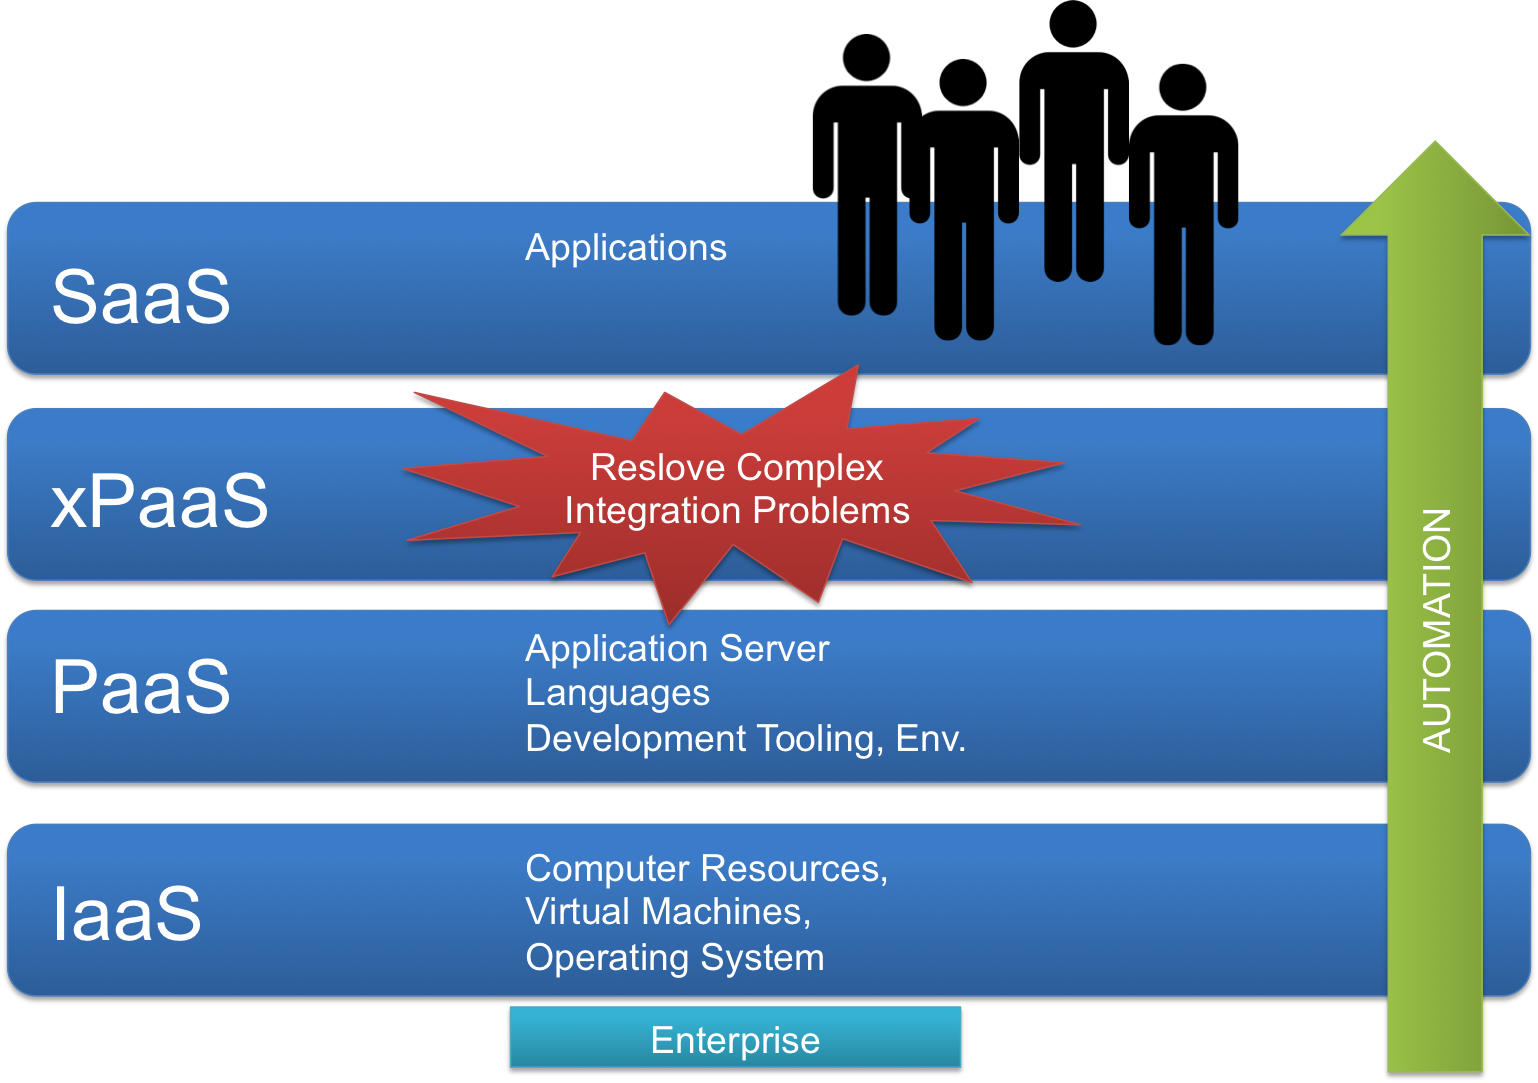 SaaS
Applications
xPaaS
Reslove Complex
Integration Problems
PaaS
Application Server
Languages
Development Tooling, Env.
IaaS
Computer Resources,
Virtual Machines,
Operating System
Enterprise
AUTOMATION